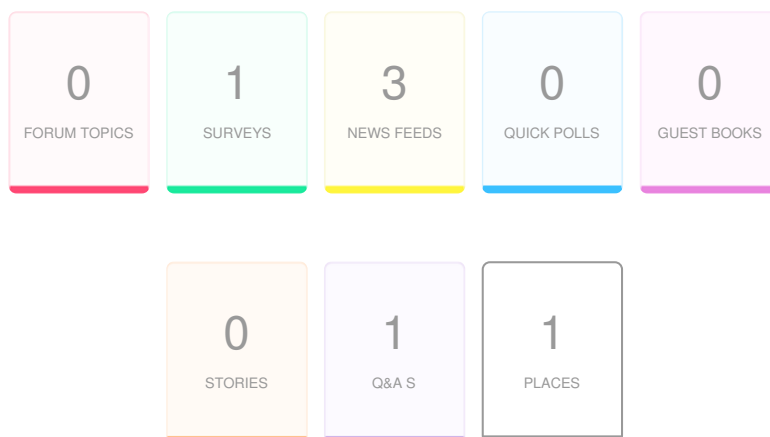 0 1 3 0 0
FORUM TOPICS SURVEYS NEWS FEEDS QUICK POLLS GUEST BOOKS
0 1 1
STORIES Q&A S PLACES